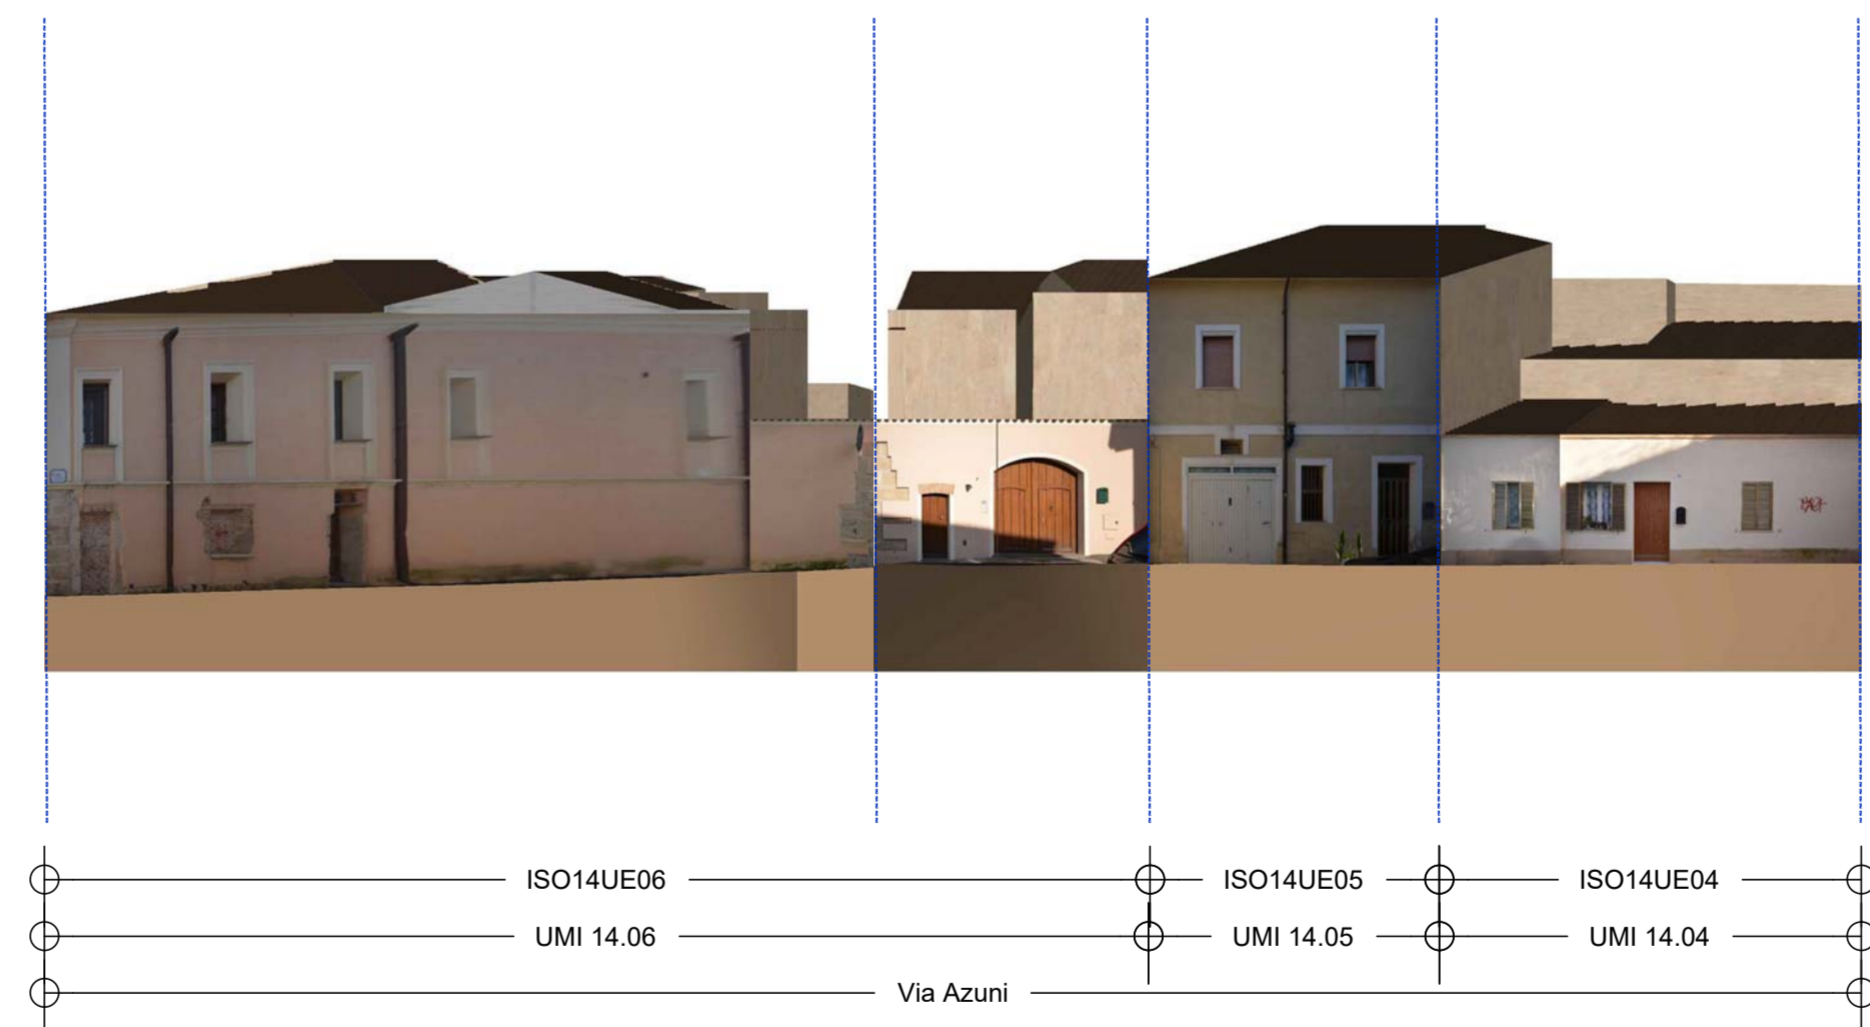 ISO14UE06 ISO14UE05 ISO14UE04
UMI 14.06 UMI 14.05 UMI 14.04
Via Azuni